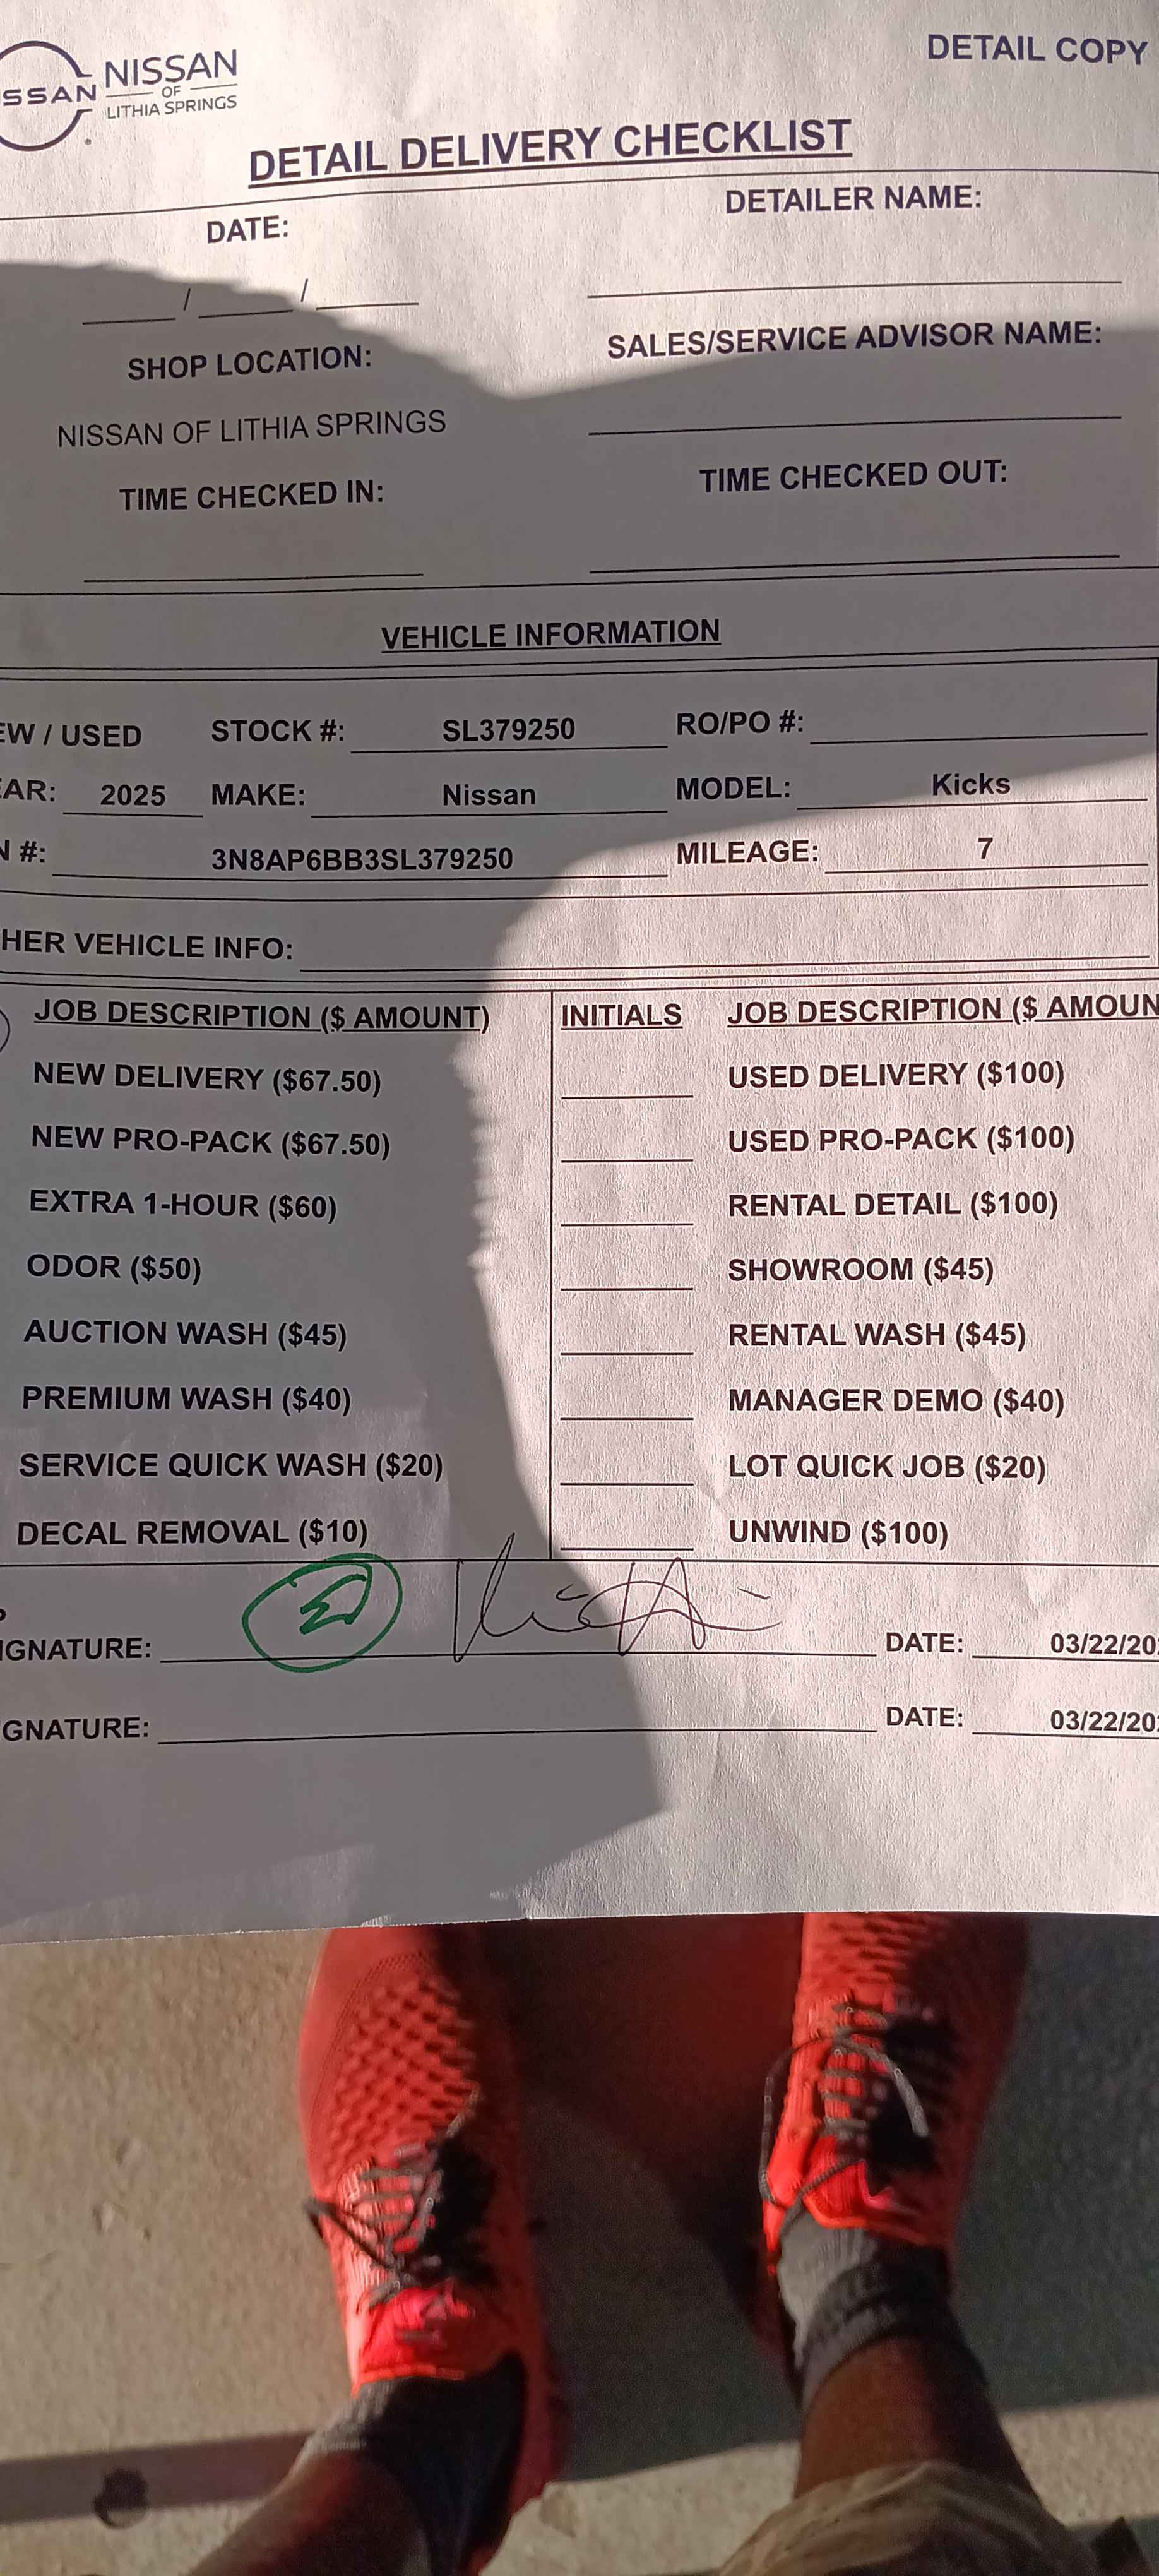 DETAIL COPY
SSAN
NISSAN
OF
LITHIA SPRINGS
DETAIL DELIVERY CHECKLIST
DATE:
DETAILER NAME:
/ /
SHOP LOCATION:
SALES/SERVICE ADVISOR NAME:
NISSAN OF LITHIA SPRINGS
TIME CHECKED IN:
TIME CHECKED OUT:
VEHICLE INFORMATION
EW / USED STOCK #: SL379250 RO/PO #:
EAR: 2025 MAKE: Nissan MODEL: Kicks
N #: 3N8AP6BB3SL379250 MILEAGE: 7
HER VEHICLE INFO:
JOB DESCRIPTION ($ AMOUNT) INITIALS JOB DESCRIPTION ($ AMOUN
NEW DELIVERY ($67.50) USED DELIVERY ($100)
NEW PRO-PACK ($67.50) USED PRO-PACK ($100)
EXTRA 1-HOUR ($60) RENTAL DETAIL ($100)
ODOR ($50) SHOWROOM ($45)
AUCTION WASH ($45) RENTAL WASH ($45)
PREMIUM WASH ($40) MANAGER DEMO ($40)
SERVICE QUICK WASH ($20) LOT QUICK JOB ($20)
DECAL REMOVAL ($10) UNWIND ($100)
IGNATURE: DATE: 03/22/20
GNATURE: DATE: 03/22/20